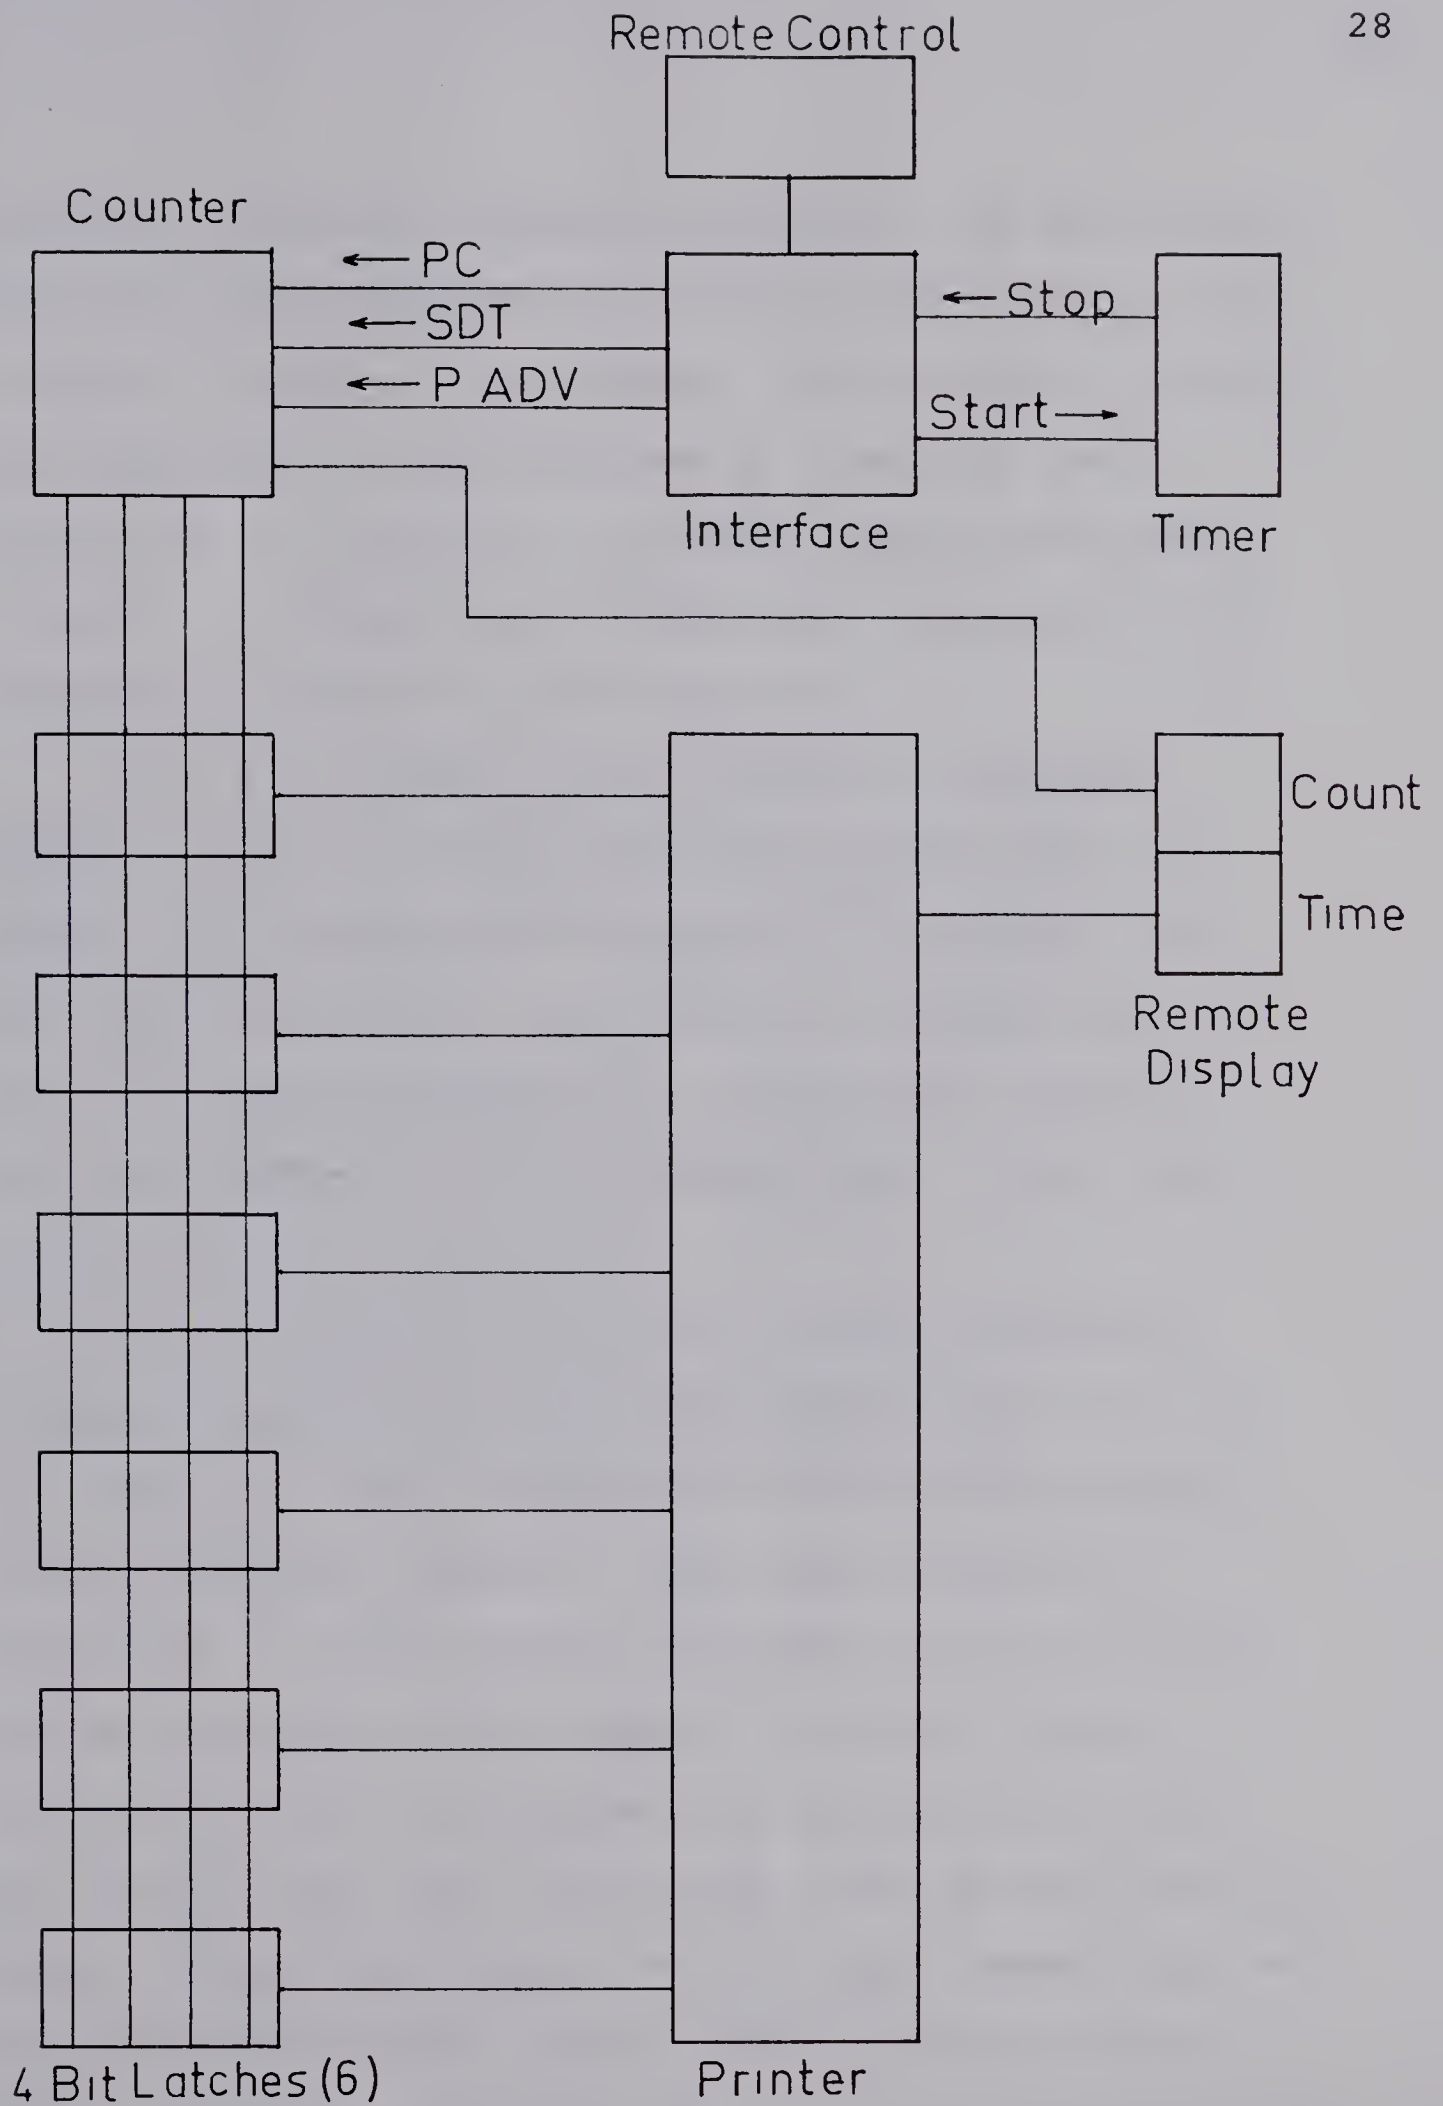 28
Remote Control
Counter
← PC
← SDT
← P ADV
← Stop
Start →
Interface
Timer
Count
Time
Remote
Display
4 Bit Latches (6)
Printer